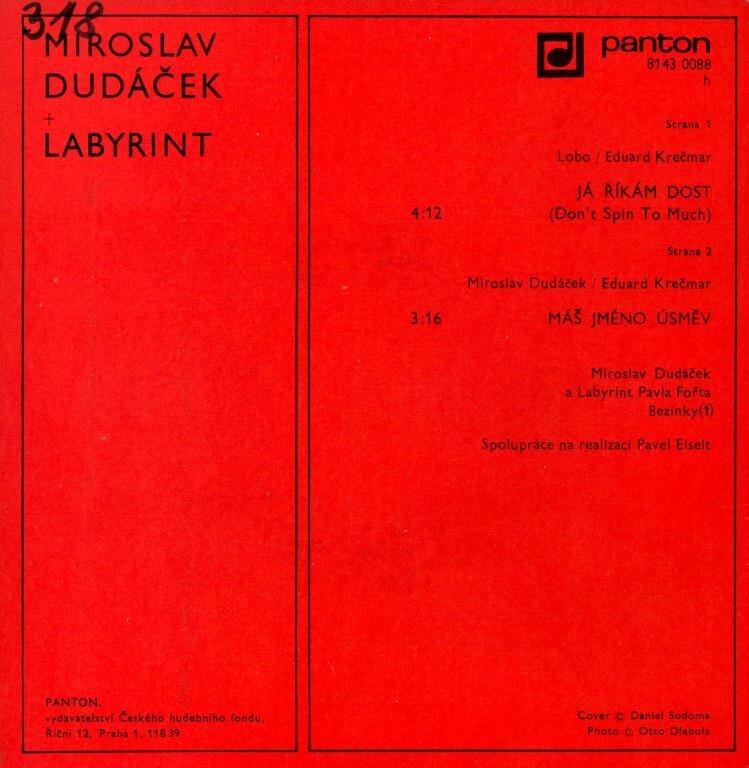 318
MIROSLAV
DUDÁČEK
+
LABYRINT
panton
8143 0088
h
Strana 1
Lobo / Eduard Krečmar
JÁ ŘÍKÁM DOST
4:12 (Don't Spin To Much)
Strana 2
Miroslav Dudáček / Eduard Krečmar
3:16 MÁŠ JMÉNO ÚSMĚV
Miroslav Dudáček
a Labyrint Pavla Fořta
Bezinky(1)
Spolupráce na realizaci Pavel Eiselt
PANTON,
vydavatelství Českého hudebního fondu,
Říční 12, Praha 1, 118 39
Cover © Daniel Sodoma
Photo © Otto Dlabola